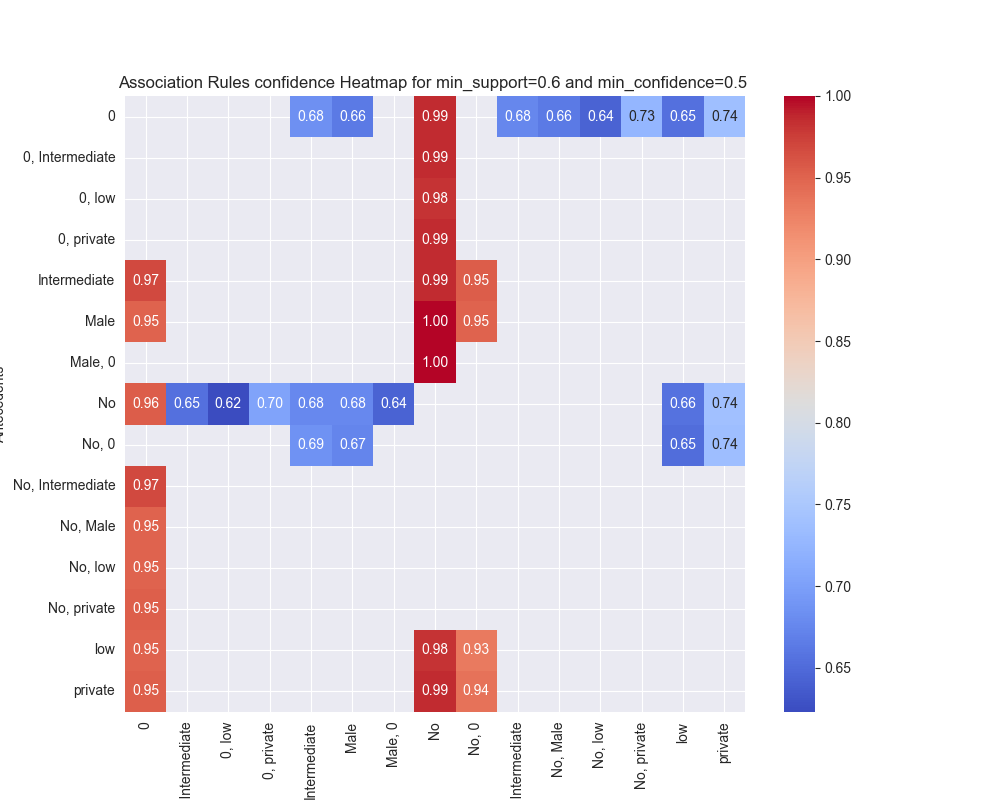 Association Rules confidence Heatmap for min_support=0.6 and min_confidence=0.5
0 0.68 0.66 0.99 0.68 0.66 0.64 0.73 0.65 0.74
0, Intermediate 0.99
0, low 0.98
0, private 0.99
Intermediate 0.97 0.99 0.95
Male 0.95 1.00 0.95
Male, 0 1.00
No 0.96 0.65 0.62 0.70 0.68 0.68 0.64 0.66 0.74
No, 0 0.69 0.67 0.65 0.74
No, Intermediate 0.97
No, Male 0.95
No, low 0.95
No, private 0.95
low 0.95 0.98 0.93
private 0.95 0.99 0.94
0
Intermediate
0, low
0, private
Intermediate
Male
Male, 0
No
No, 0
Intermediate
No, Male
No, low
No, private
low
private
1.00
0.95
0.90
0.85
0.80
0.75
0.70
0.65